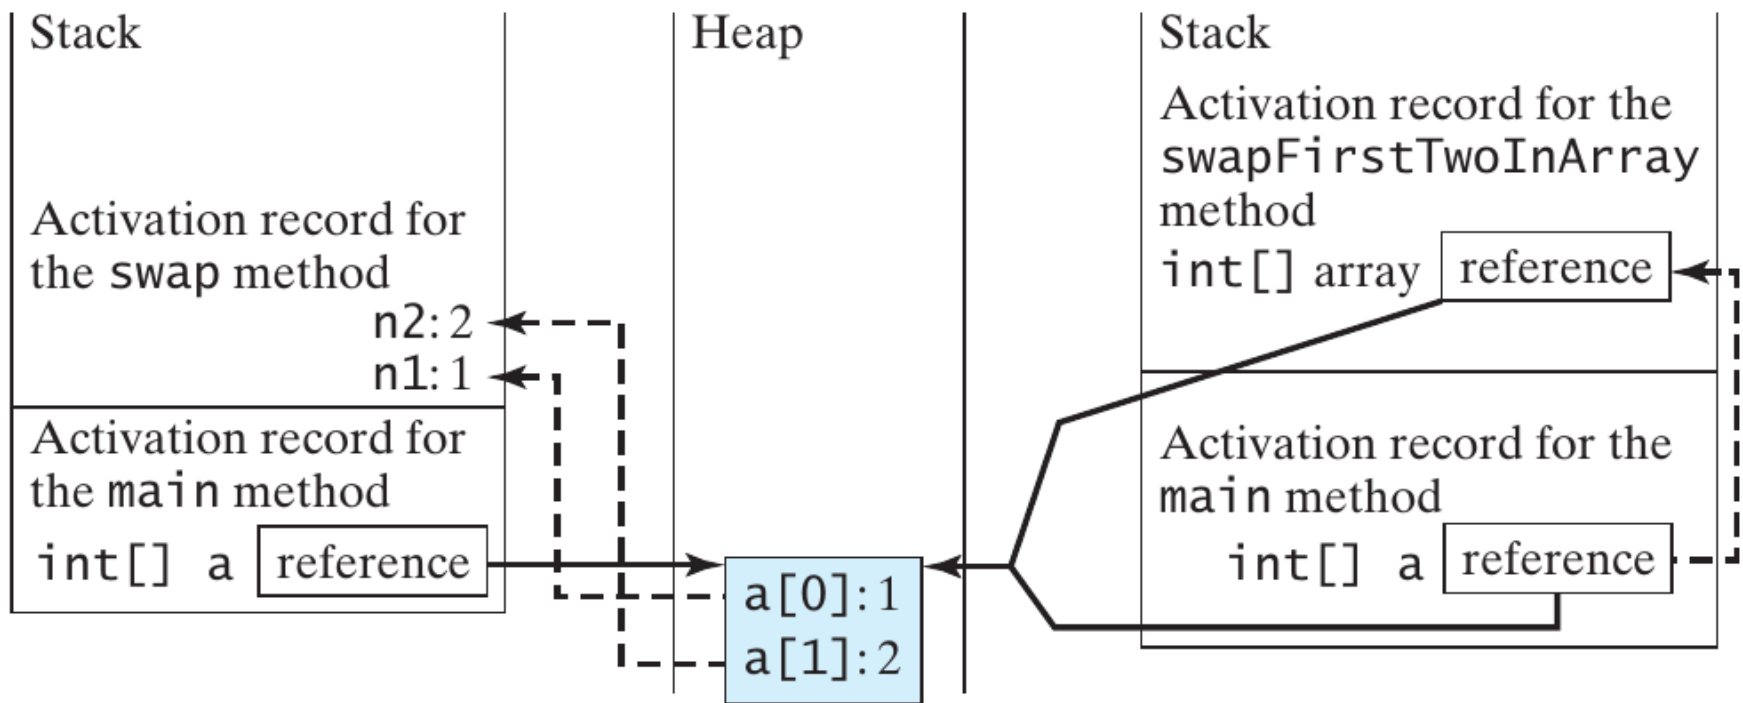 Stack
Activation record for
the swap method
n2: 2
n1: 1
Activation record for
the main method
int[] a reference
Heap
a[0]: 1
a[1]: 2
Stack
Activation record for the
swapFirstTwoInArray
method
int[] array reference
Activation record for the
main method
int[] a reference